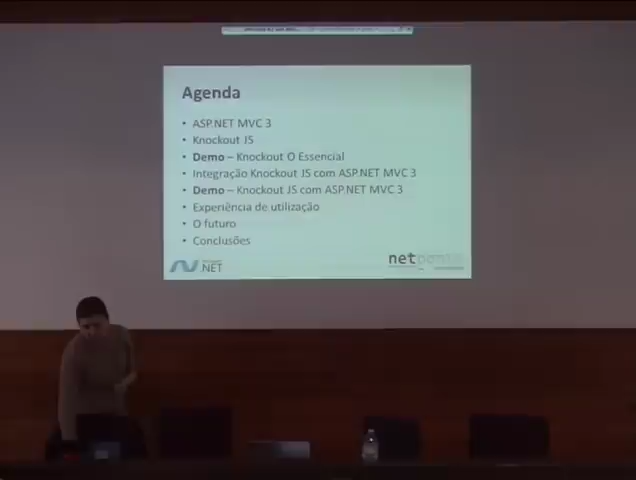 Agenda
• ASP.NET MVC 3
• Knockout JS
• Demo – Knockout O Essencial
• Integração Knockout JS com ASP.NET MVC 3
• Demo – Knockout JS com ASP.NET MVC 3
• Experiência de utilização
• O futuro
• Conclusões
.NET
netponto